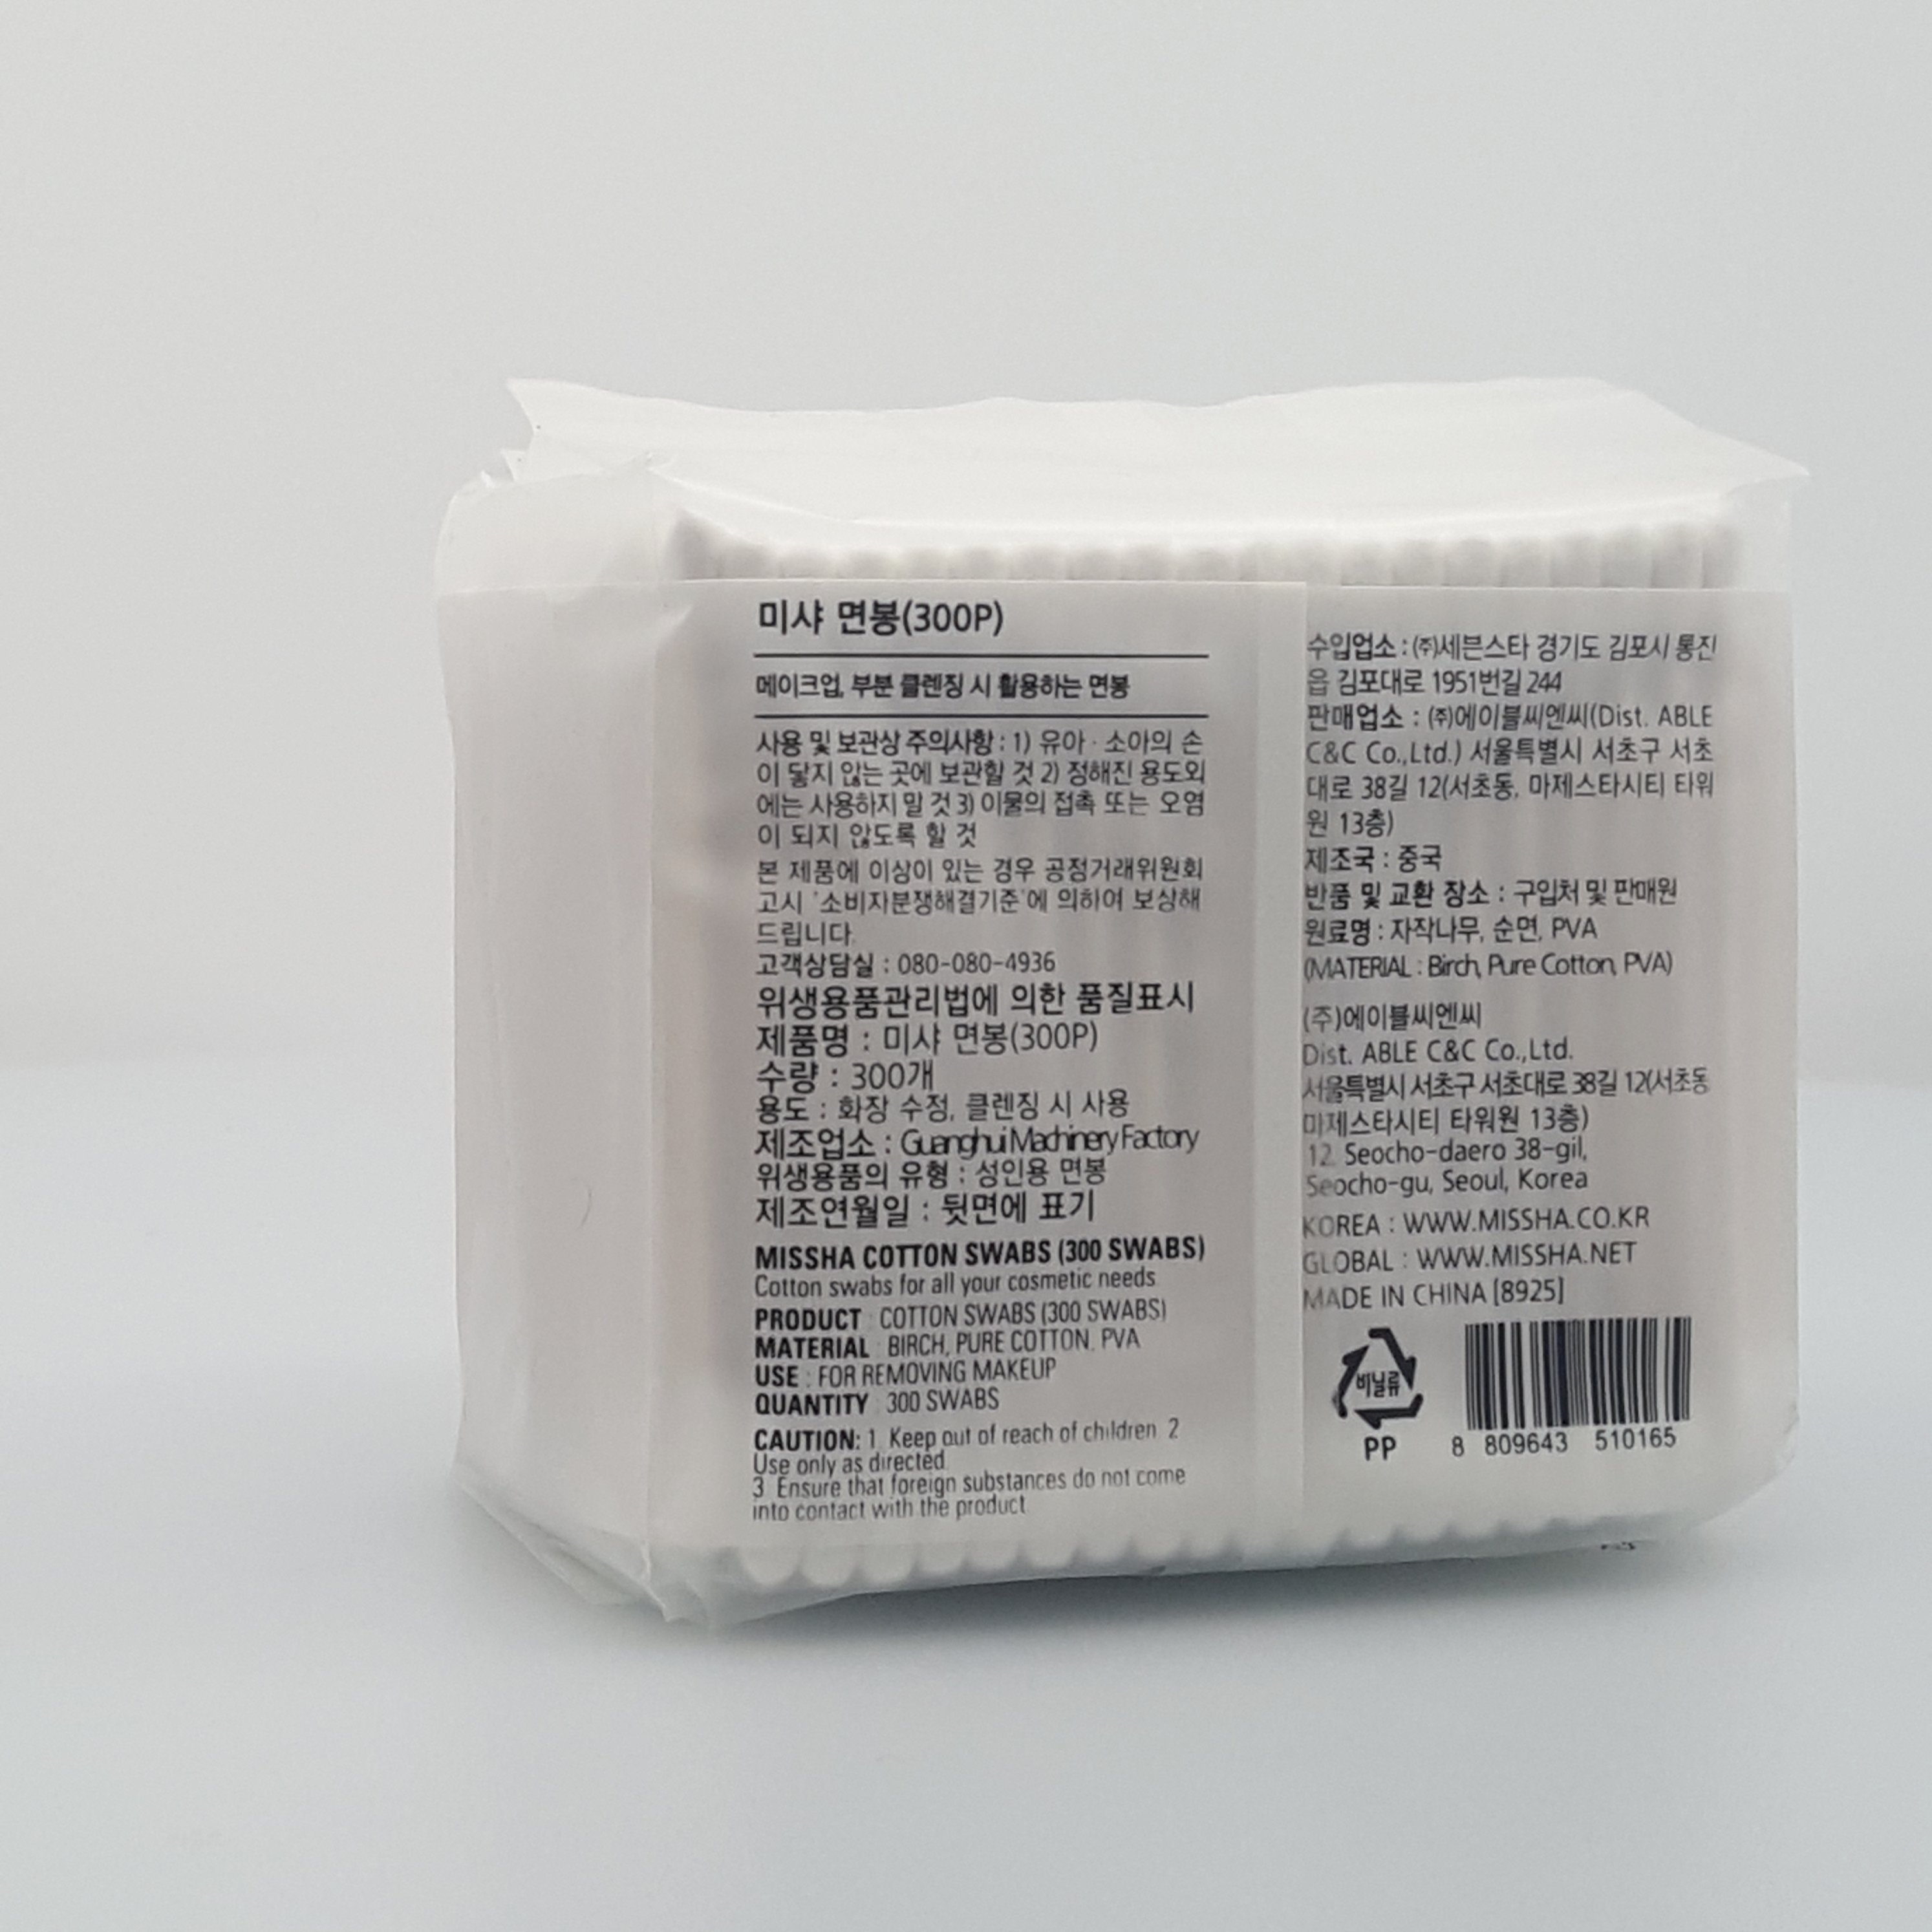 미샤 면봉(300P)
메이크업, 부분 클렌징 시 활용하는 면봉
사용 및 보관상 주의사항 : 1) 유아 · 소아의 손
이 닿지 않는 곳에 보관할 것 2) 정해진 용도외
에는 사용하지 말 것 3) 이물의 접촉 또는 오염
이 되지 않도록 할 것
본 제품에 이상이 있는 경우 공정거래위원회
고시 '소비자분쟁해결기준'에 의하여 보상해
드립니다.
고객상담실 : 080-080-4936
위생용품관리법에 의한 품질표시
제품명 : 미샤 면봉(300P)
수량 : 300개
용도 : 화장 수정, 클렌징 시 사용
제조업소 : Guanghui Machinery Factory
위생용품의 유형 : 성인용 면봉
제조연월일 : 뒷면에 표기
MISSHA COTTON SWABS (300 SWABS)
Cotton swabs for all your cosmetic needs.
PRODUCT : COTTON SWABS (300 SWABS)
MATERIAL : BIRCH, PURE COTTON, PVA
USE : FOR REMOVING MAKEUP
QUANTITY : 300 SWABS
CAUTION: 1. Keep out of reach of children. 2.
Use only as directed.
3. Ensure that foreign substances do not come
into contact with the product.
수입업소 : (주)세븐스타 경기도 김포시 통진
읍 김포대로 1951번길 244
판매업소 : (주)에이블씨엔씨(Dist. ABLE
C&C Co.,Ltd.) 서울특별시 서초구 서초
대로 38길 12(서초동, 마제스타시티 타워
원 13층)
제조국 : 중국
반품 및 교환 장소 : 구입처 및 판매원
원료명 : 자작나무, 순면, PVA
(MATERIAL : Birch, Pure Cotton, PVA)
(주)에이블씨엔씨
Dist. ABLE C&C Co.,Ltd.
서울특별시 서초구 서초대로 38길 12(서초동
마제스타시티 타워원 13층)
12, Seocho-daero 38-gil,
Seocho-gu, Seoul, Korea
KOREA : WWW.MISSHA.CO.KR
GLOBAL : WWW.MISSHA.NET
MADE IN CHINA [8925]
비닐류
PP
8 809643 510165